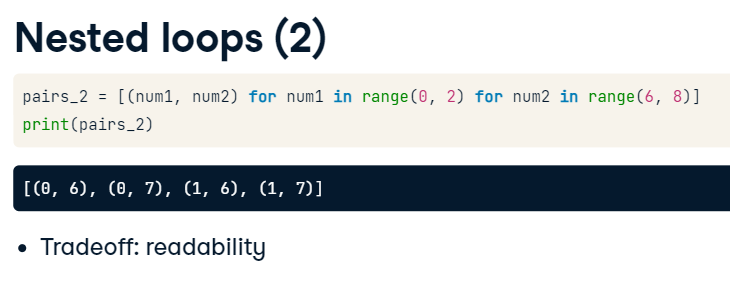 Nested loops (2)
pairs_2 = [(num1, num2) for num1 in range(0, 2) for num2 in range(6, 8)]
print(pairs_2)
[(0, 6), (0, 7), (1, 6), (1, 7)]
• Tradeoff: readability